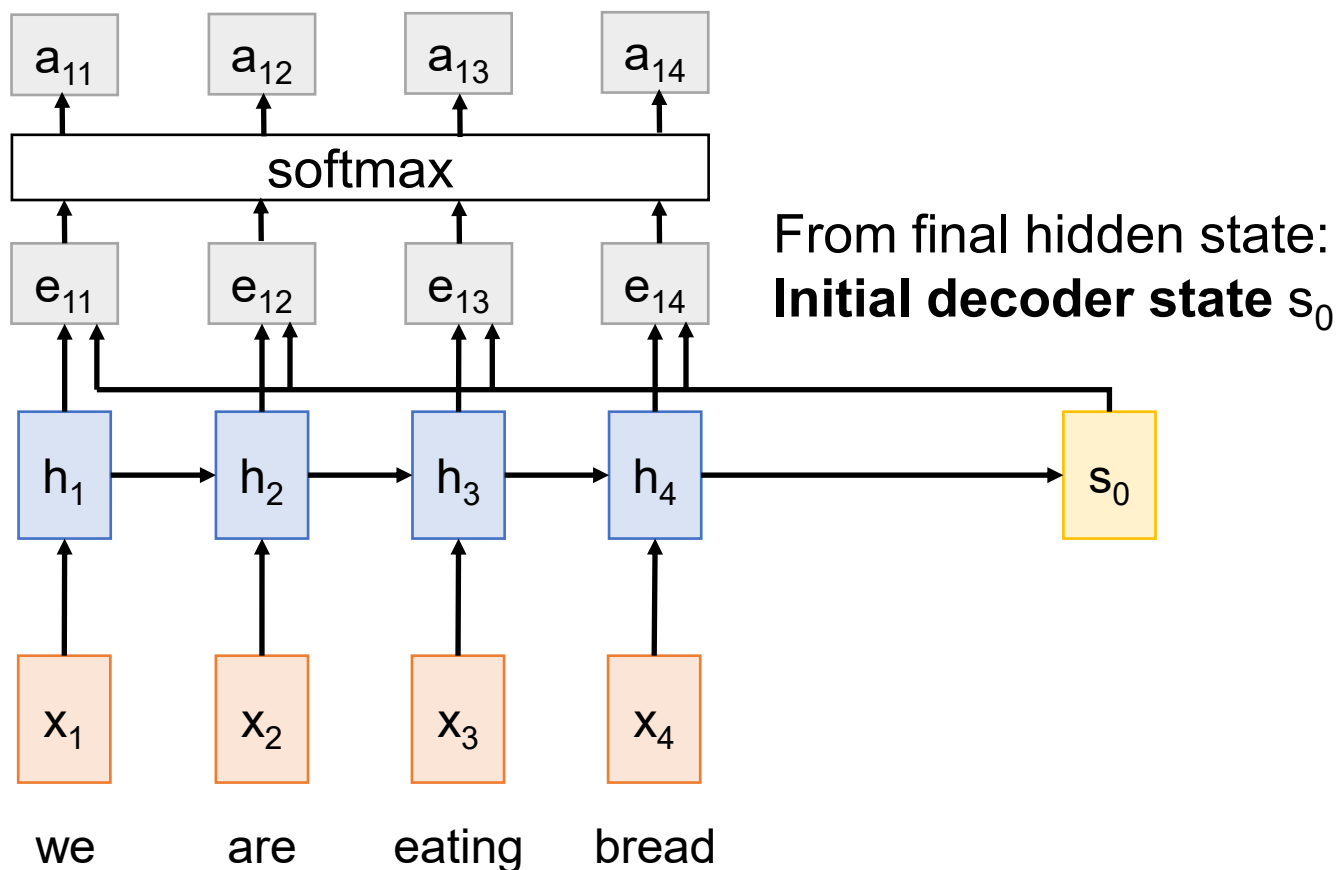 a₁₁ a₁₂ a₁₃ a₁₄
softmax
e₁₁ e₁₂ e₁₃ e₁₄
From final hidden state:
Initial decoder state s₀
h₁ h₂ h₃ h₄ s₀
x₁ x₂ x₃ x₄
we are eating bread